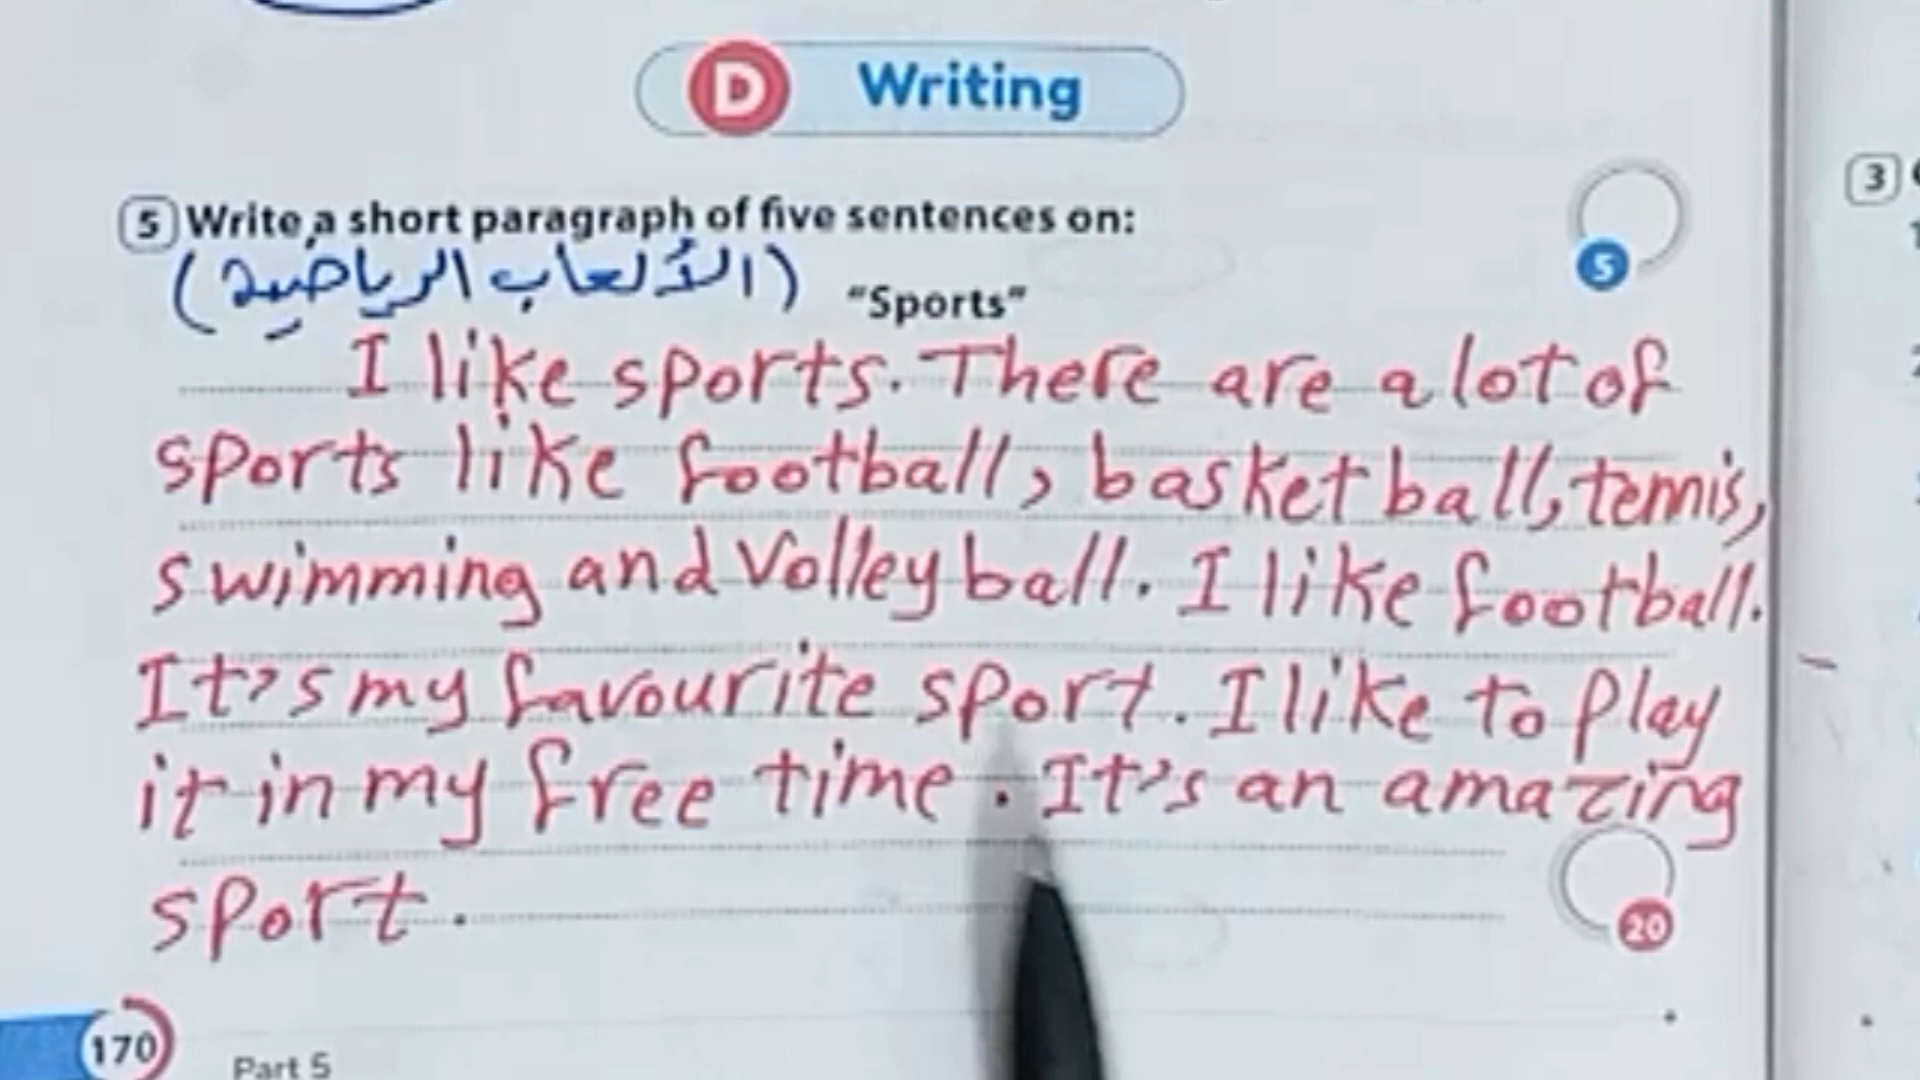 D Writing
5 Write a short paragraph of five sentences on:
5
(الألعاب الرياضية)
"Sports"
I like sports. There are a lot of
sports like football, basketball, tennis,
swimming and volleyball. I like football.
It's my favourite sport. I like to play
it in my free time. It's an amazing
sport.
20
170
Part 5
3